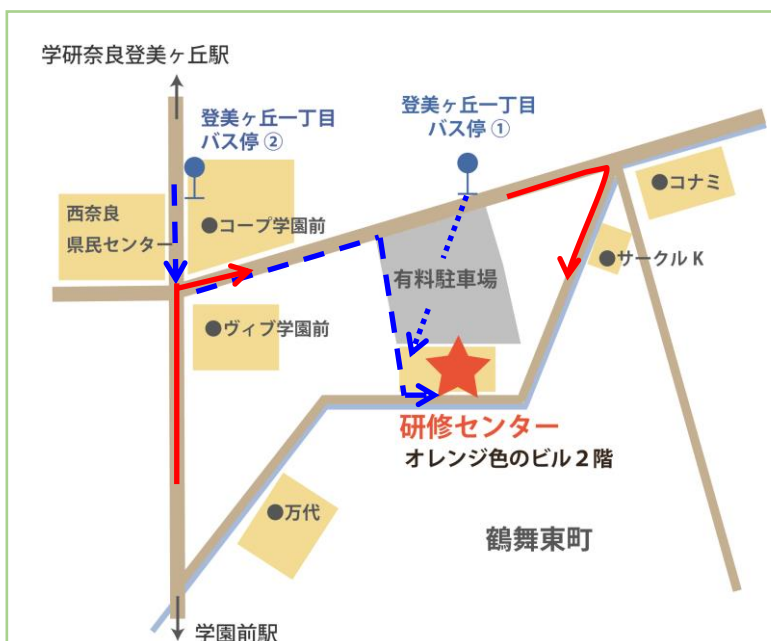 学研奈良登美ヶ丘駅
登美ヶ丘一丁目
バス停②
登美ヶ丘一丁目
バス停①
西奈良
県民センター
●コープ学園前
●コナミ
●サークルK
有料駐車場
●ヴィブ学園前
研修センター
オレンジ色のビル2階
●万代
鶴舞東町
学園前駅